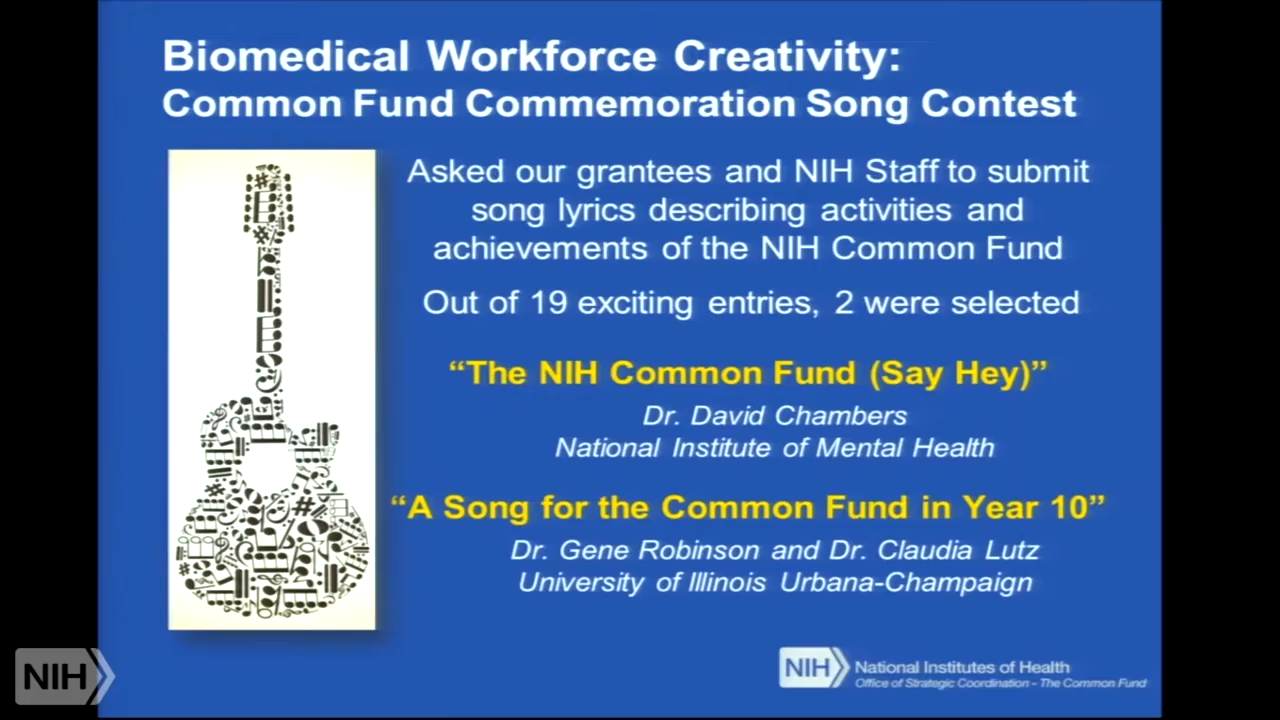 Biomedical Workforce Creativity:
Common Fund Commemoration Song Contest
Asked our grantees and NIH Staff to submit
song lyrics describing activities and
achievements of the NIH Common Fund
Out of 19 exciting entries, 2 were selected
“The NIH Common Fund (Say Hey)”
Dr. David Chambers
National Institute of Mental Health
“A Song for the Common Fund in Year 10”
Dr. Gene Robinson and Dr. Claudia Lutz
University of Illinois Urbana-Champaign
NIH
NIH
National Institutes of Health
Office of Strategic Coordination - The Common Fund